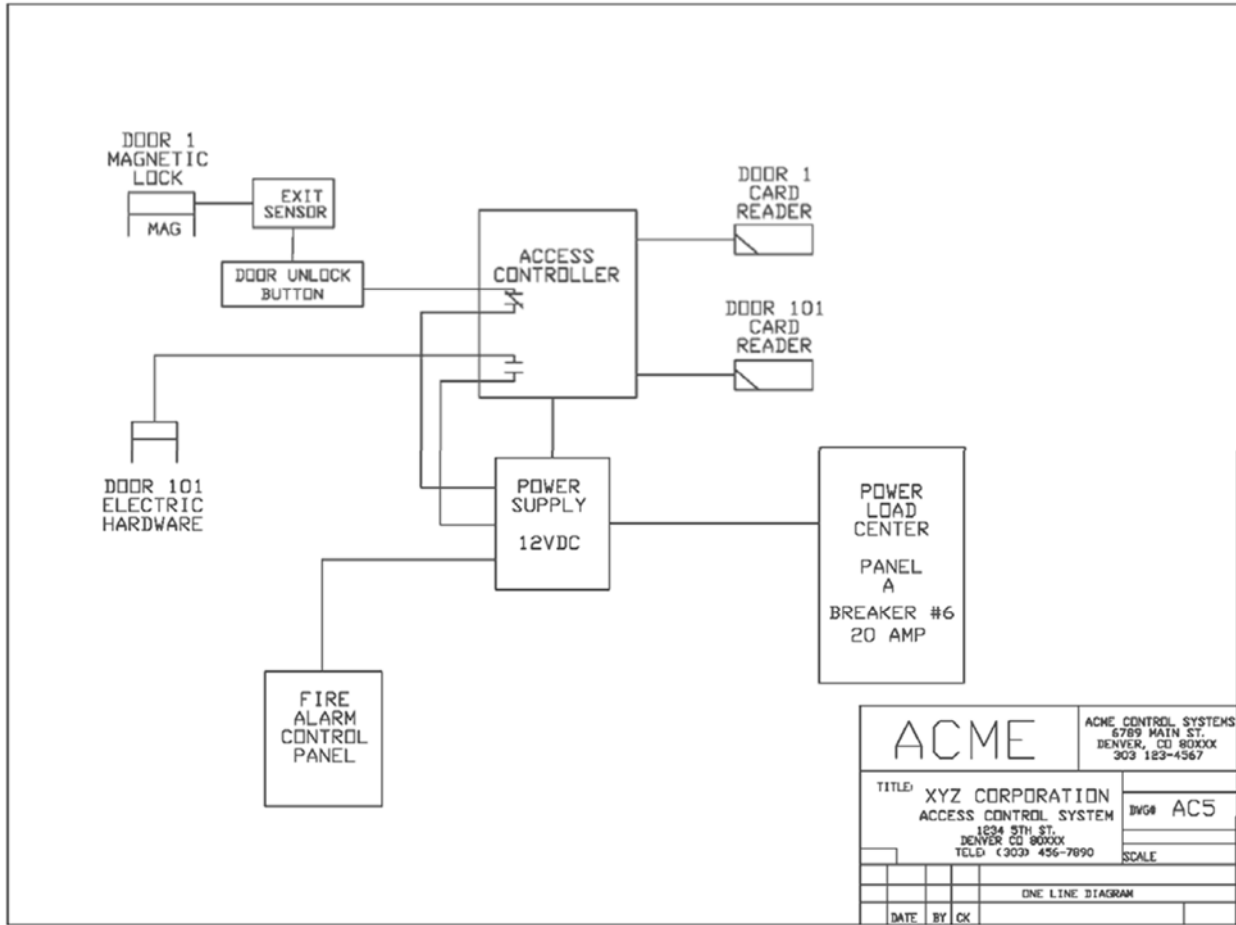 DOOR 1
MAGNETIC
LOCK
MAG
EXIT
SENSOR
DOOR UNLOCK
BUTTON
ACCESS
CONTROLLER
DOOR 1
CARD
READER
DOOR 101
CARD
READER
DOOR 101
ELECTRIC
HARDWARE
POWER
SUPPLY
12VDC
POWER
LOAD
CENTER
PANEL
A
BREAKER #6
20 AMP
FIRE
ALARM
CONTROL
PANEL
ACME
ACME CONTROL SYSTEMS
6789 MAIN ST.
DENVER, CO 80XXX
303 123-4567
TITLE:
XYZ CORPORATION
ACCESS CONTROL SYSTEM
1234 5TH ST.
DENVER CO 80XXX
TELE: (303) 456-7890
DWG# AC5
SCALE
ONE LINE DIAGRAM
DATE BY CK